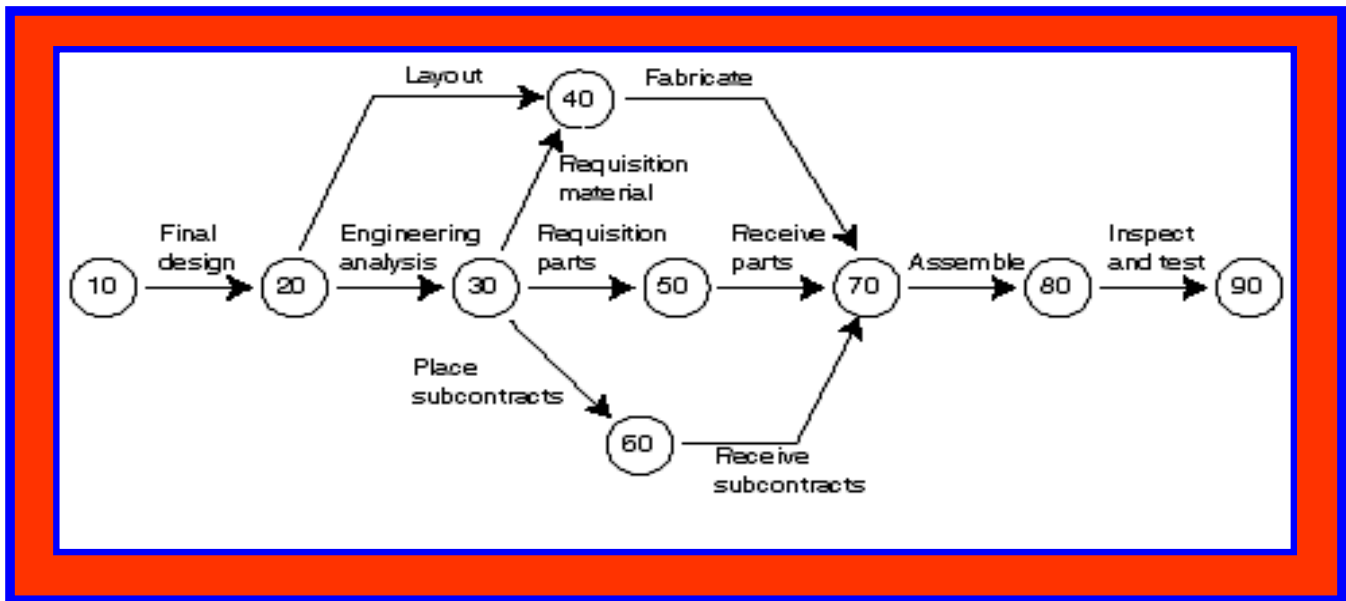 Layout
40
Fabricate
Requisition
material
Final
design
Engineering
analysis
Requisition
parts
Receive
parts
Assemble
Inspect
and test
10
20
30
50
70
80
90
Place
subcontracts
60
Receive
subcontracts